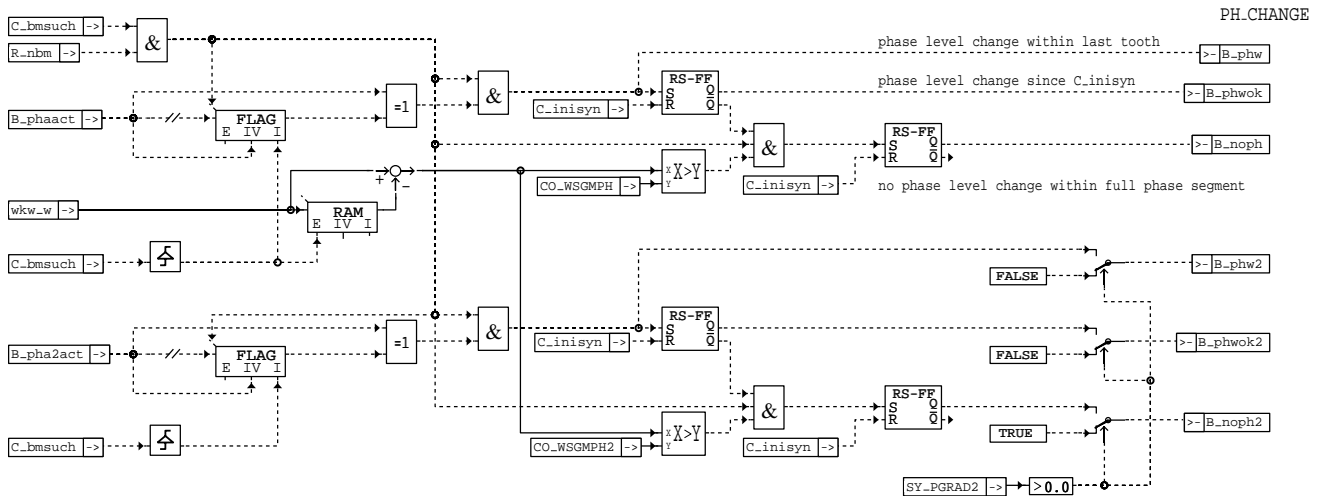 PH_CHANGE
C_bmsuch ->
R_nbm ->
&
phase level change within last tooth
>- B_phw
RS-FF
S Q
R Q̅
&
=1
phase level change since C_inisyn
>- B_phwok
C_inisyn ->
B_phaact ->
//
FLAG
E IV I
RS-FF
S Q
R Q̅
&
>- B_noph
X>Y
X
Y
CO_WSGMPH ->
C_inisyn ->
no phase level change within full phase segment
+
−
wkw_w ->
RAM
E IV I
C_bmsuch ->
>- B_phw2
FALSE
RS-FF
S Q
R Q̅
&
=1
C_inisyn ->
B_pha2act ->
//
FLAG
E IV I
>- B_phwok2
FALSE
RS-FF
S Q
R Q̅
&
>- B_noph2
TRUE
X>Y
X
Y
C_bmsuch ->
CO_WSGMPH2 ->
C_inisyn ->
SY_PGRAD2 ->
>0.0